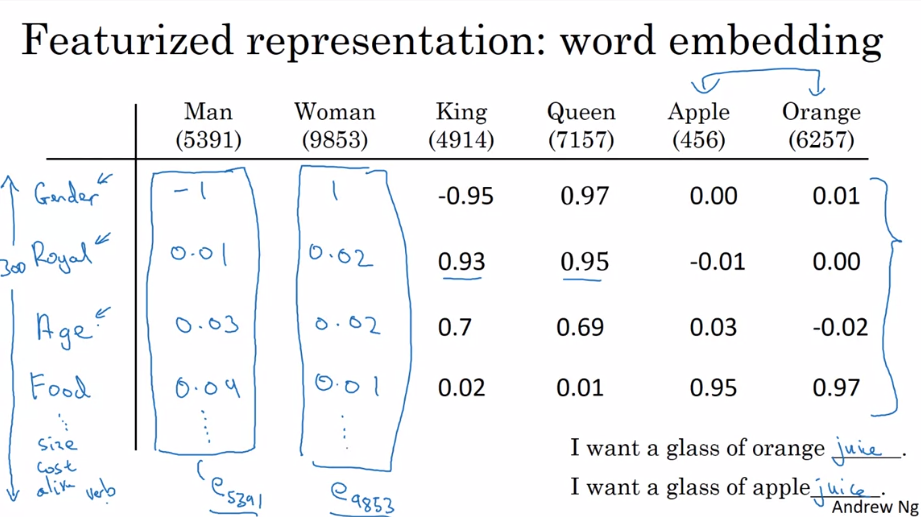 Featurized representation: word embedding
Man Woman King Queen Apple Orange
(5391) (9853) (4914) (7157) (456) (6257)
Gender -1 1 -0.95 0.97 0.00 0.01
300 Royal 0.01 0.02 0.93 0.95 -0.01 0.00
Age 0.03 0.02 0.7 0.69 0.03 -0.02
Food 0.04 0.01 0.02 0.01 0.95 0.97
size
cost
alive verb
I want a glass of orange juice.
I want a glass of apple juice.
e5391 e9853
Andrew Ng